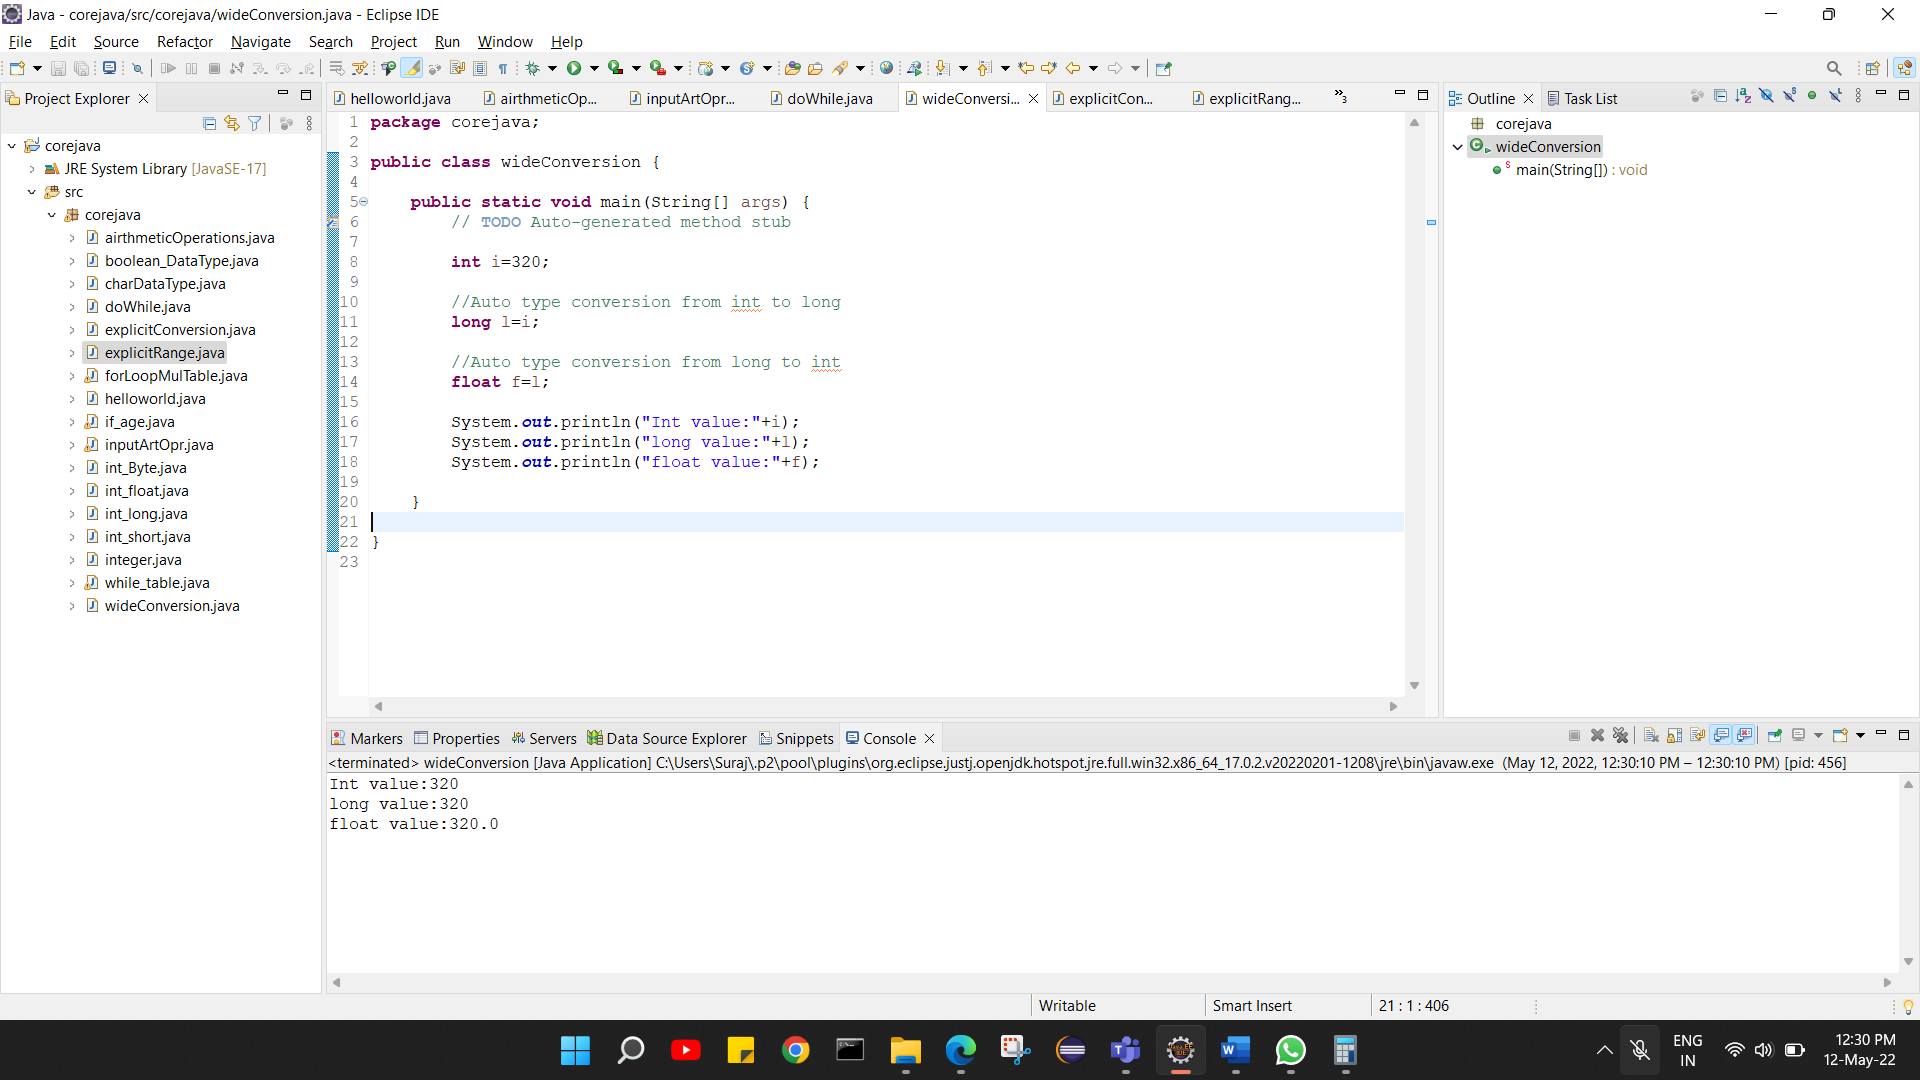 Java - corejava/src/corejava/wideConversion.java - Eclipse IDE
File Edit Source Refactor Navigate Search Project Run Window Help
Project Explorer
corejava
JRE System Library [JavaSE-17]
src
corejava
airthmeticOperations.java
boolean_DataType.java
charDataType.java
doWhile.java
explicitConversion.java
explicitRange.java
forLoopMulTable.java
helloworld.java
if_age.java
inputArtOpr.java
int_Byte.java
int_float.java
int_long.java
int_short.java
integer.java
while_table.java
wideConversion.java
helloworld.java airthmeticOp... inputArtOpr... doWhile.java wideConversi... explicitCon... explicitRang... »3
1 package corejava;
2
3 public class wideConversion {
4
5 public static void main(String[] args) {
6 // TODO Auto-generated method stub
7
8 int i=320;
9
10 //Auto type conversion from int to long
11 long l=i;
12
13 //Auto type conversion from long to int
14 float f=l;
15
16 System.out.println("Int value:"+i);
17 System.out.println("long value:"+l);
18 System.out.println("float value:"+f);
19
20 }
21
22 }
23
Outline Task List
corejava
wideConversion
main(String[]) : void
Markers Properties Servers Data Source Explorer Snippets Console
<terminated> wideConversion [Java Application] C:\Users\Suraj\.p2\pool\plugins\org.eclipse.justj.openjdk.hotspot.jre.full.win32.x86_64_17.0.2.v20220201-1208\jre\bin\javaw.exe (May 12, 2022, 12:30:10 PM – 12:30:10 PM) [pid: 456]
Int value:320
long value:320
float value:320.0
Writable Smart Insert 21 : 1 : 406
ENG
IN
12:30 PM
12-May-22